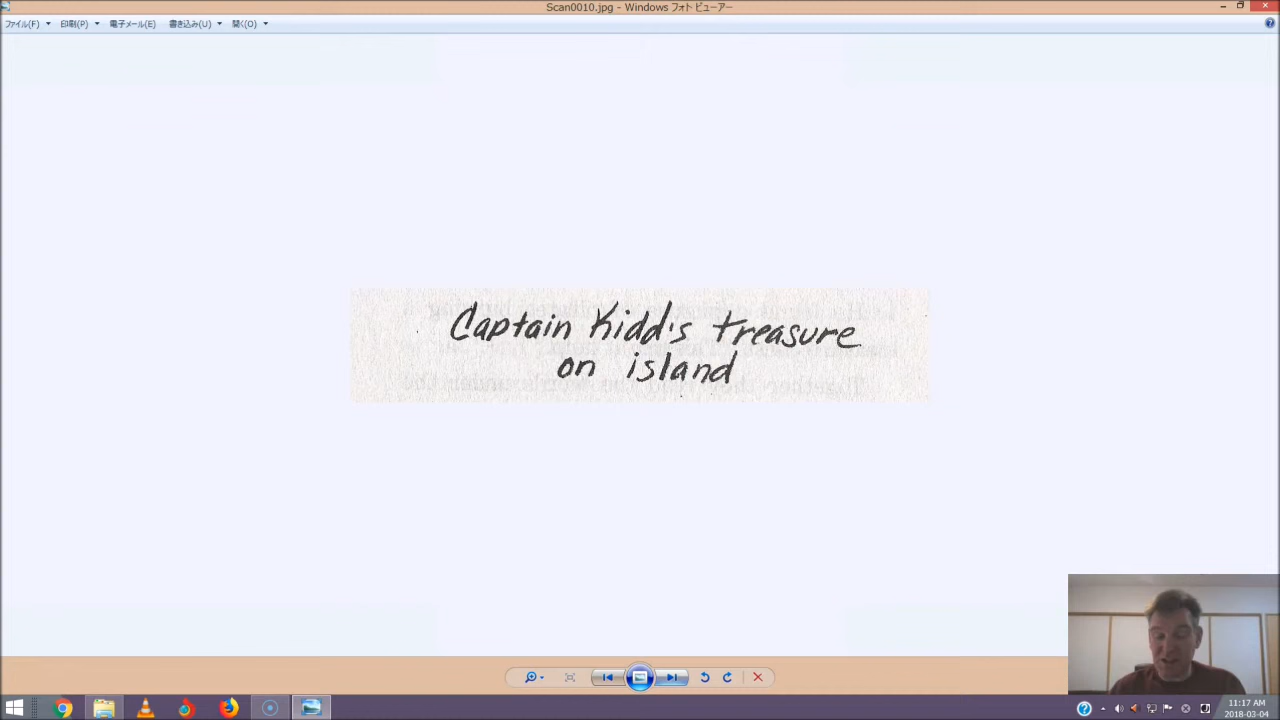 Scan0010.jpg - Windows フォト ビューアー
ファイル(F) 印刷(P) 電子メール(E) 書き込み(U) 開く(O)
Captain Kidd's treasure
on island
11:17 AM
2018-03-04